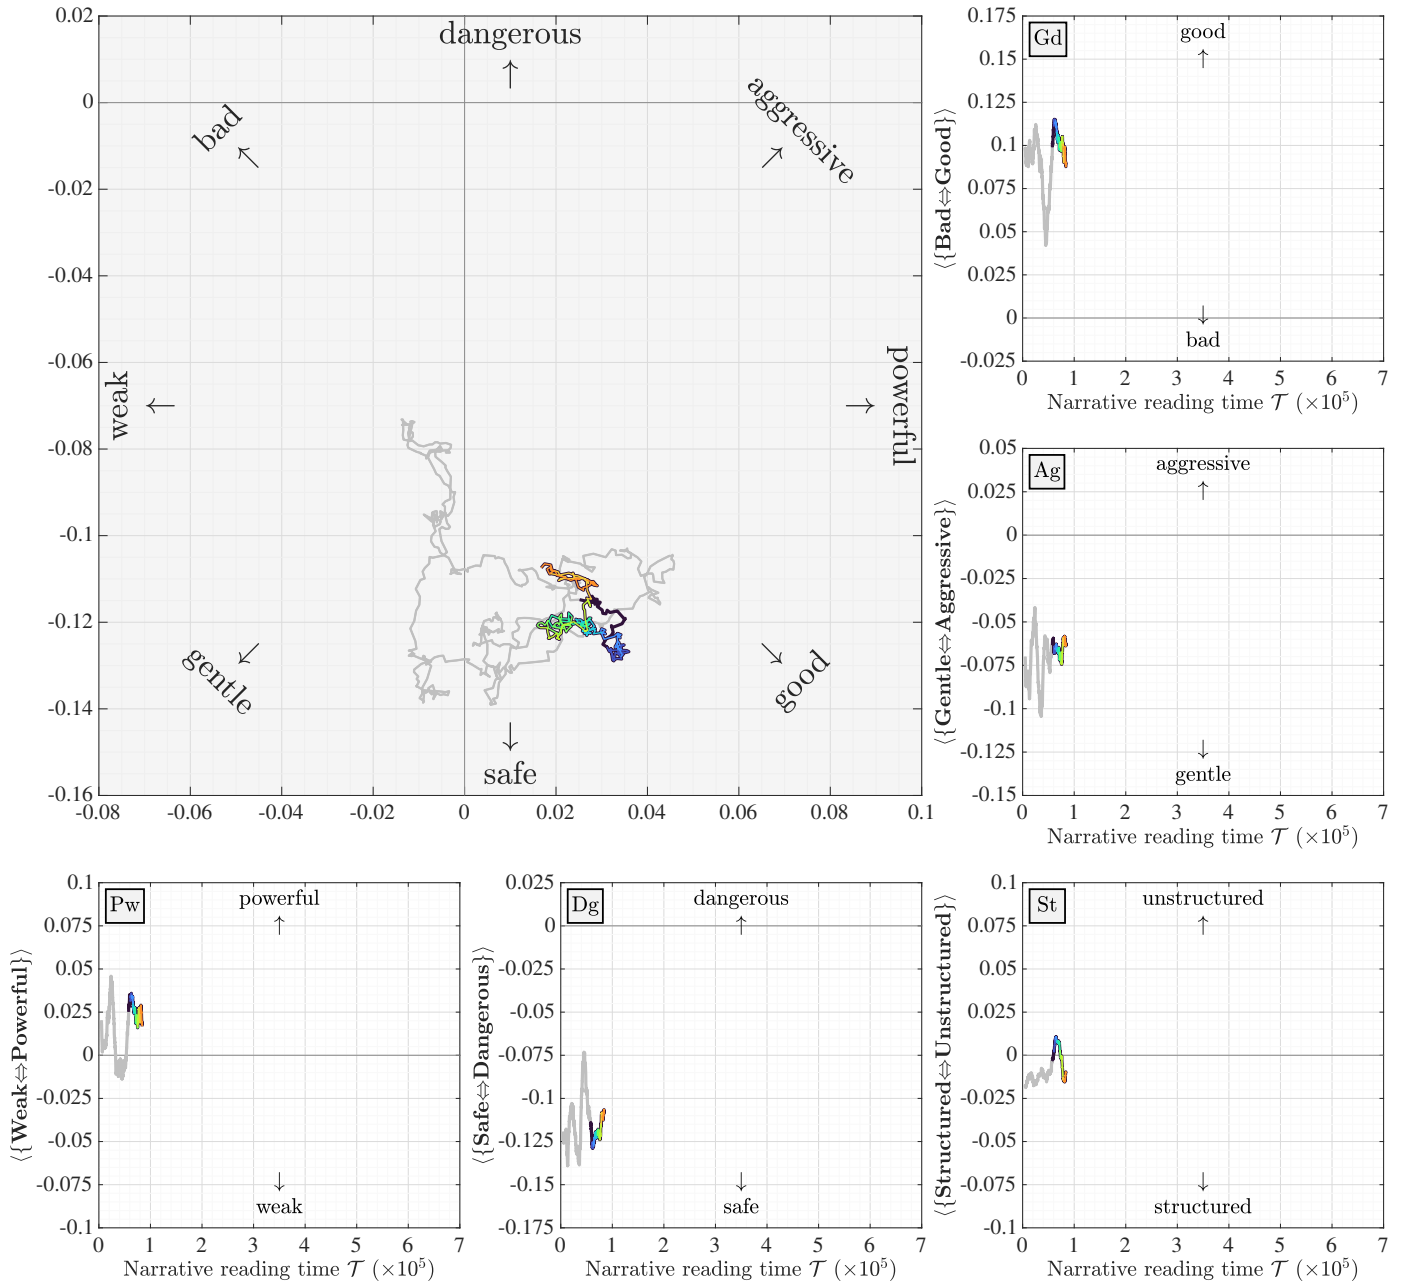 0.02
0
-0.02
-0.04
-0.06
-0.08
-0.1
-0.12
-0.14
-0.16
-0.08
-0.06
-0.04
-0.02
0
0.02
0.04
0.06
0.08
0.1
dangerous
↑
bad
↖
aggressive
↗
weak
←
powerful
→
gentle
↙
good
↘
↓
safe
Gd
good
↑
↓
bad
0.175
0.15
0.125
0.1
0.075
0.05
0.025
0
-0.025
0 1 2 3 4 5 6 7
⟨{Bad⇔Good}⟩
Narrative reading time 𝒯 (×10⁵)
Ag
aggressive
↑
↓
gentle
0.05
0.025
0
-0.025
-0.05
-0.075
-0.1
-0.125
-0.15
0 1 2 3 4 5 6 7
⟨{Gentle⇔Aggressive}⟩
Narrative reading time 𝒯 (×10⁵)
Pw
powerful
↑
↓
weak
0.1
0.075
0.05
0.025
0
-0.025
-0.05
-0.075
-0.1
0 1 2 3 4 5 6 7
⟨{Weak⇔Powerful}⟩
Narrative reading time 𝒯 (×10⁵)
Dg
dangerous
↑
↓
safe
0.025
0
-0.025
-0.05
-0.075
-0.1
-0.125
-0.15
-0.175
0 1 2 3 4 5 6 7
⟨{Safe⇔Dangerous}⟩
Narrative reading time 𝒯 (×10⁵)
St
unstructured
↑
↓
structured
0.1
0.075
0.05
0.025
0
-0.025
-0.05
-0.075
-0.1
0 1 2 3 4 5 6 7
⟨{Structured⇔Unstructured}⟩
Narrative reading time 𝒯 (×10⁵)